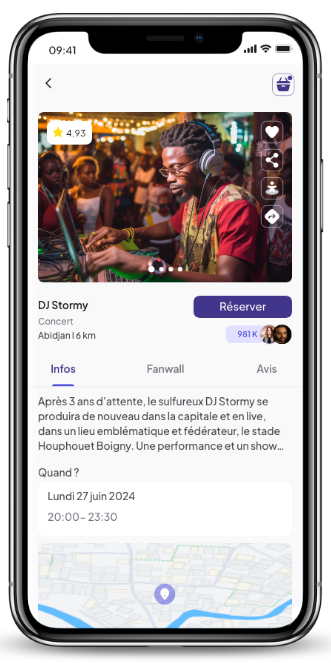 09:41
4.93
DJ Stormy
Réserver
Concert
Abidjan I 6 km
981 K
Infos
Fanwall
Avis
Après 3 ans d'attente, le sulfureux DJ Stormy se
produira de nouveau dans la capitale et en live,
dans un lieu emblématique et fédérateur, le stade
Houphouet Boigny. Une performance et un show...
Quand ?
Lundi 27 juin 2024
20:00– 23:30